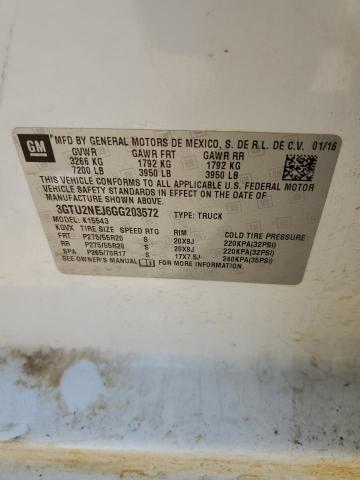 GM
MFD BY GENERAL MOTORS DE MEXICO, S. DE R.L. DE C.V. 01/16
GVWR GAWR FRT GAWR RR
3266 KG 1792 KG 1792 KG
7200 LB 3950 LB 3950 LB
THIS VEHICLE CONFORMS TO ALL APPLICABLE U.S. FEDERAL MOTOR
VEHICLE SAFETY STANDARDS IN EFFECT ON THE DATE OF
MANUFACTURE SHOWN ABOVE.
3GTU2NEJ6GG203572 TYPE: TRUCK
MODEL: K15543
KGVX TIRE SIZE SPEED RTG RIM COLD TIRE PRESSURE
FRT P275/55R20 S 20X9J 220KPA(32PSI)
RR P275/55R20 S 20X9J 220KPA(32PSI)
SPA P265/70R17 S 17X7.5J 240KPA(35PSI)
SEE OWNER'S MANUAL FOR MORE INFORMATION.